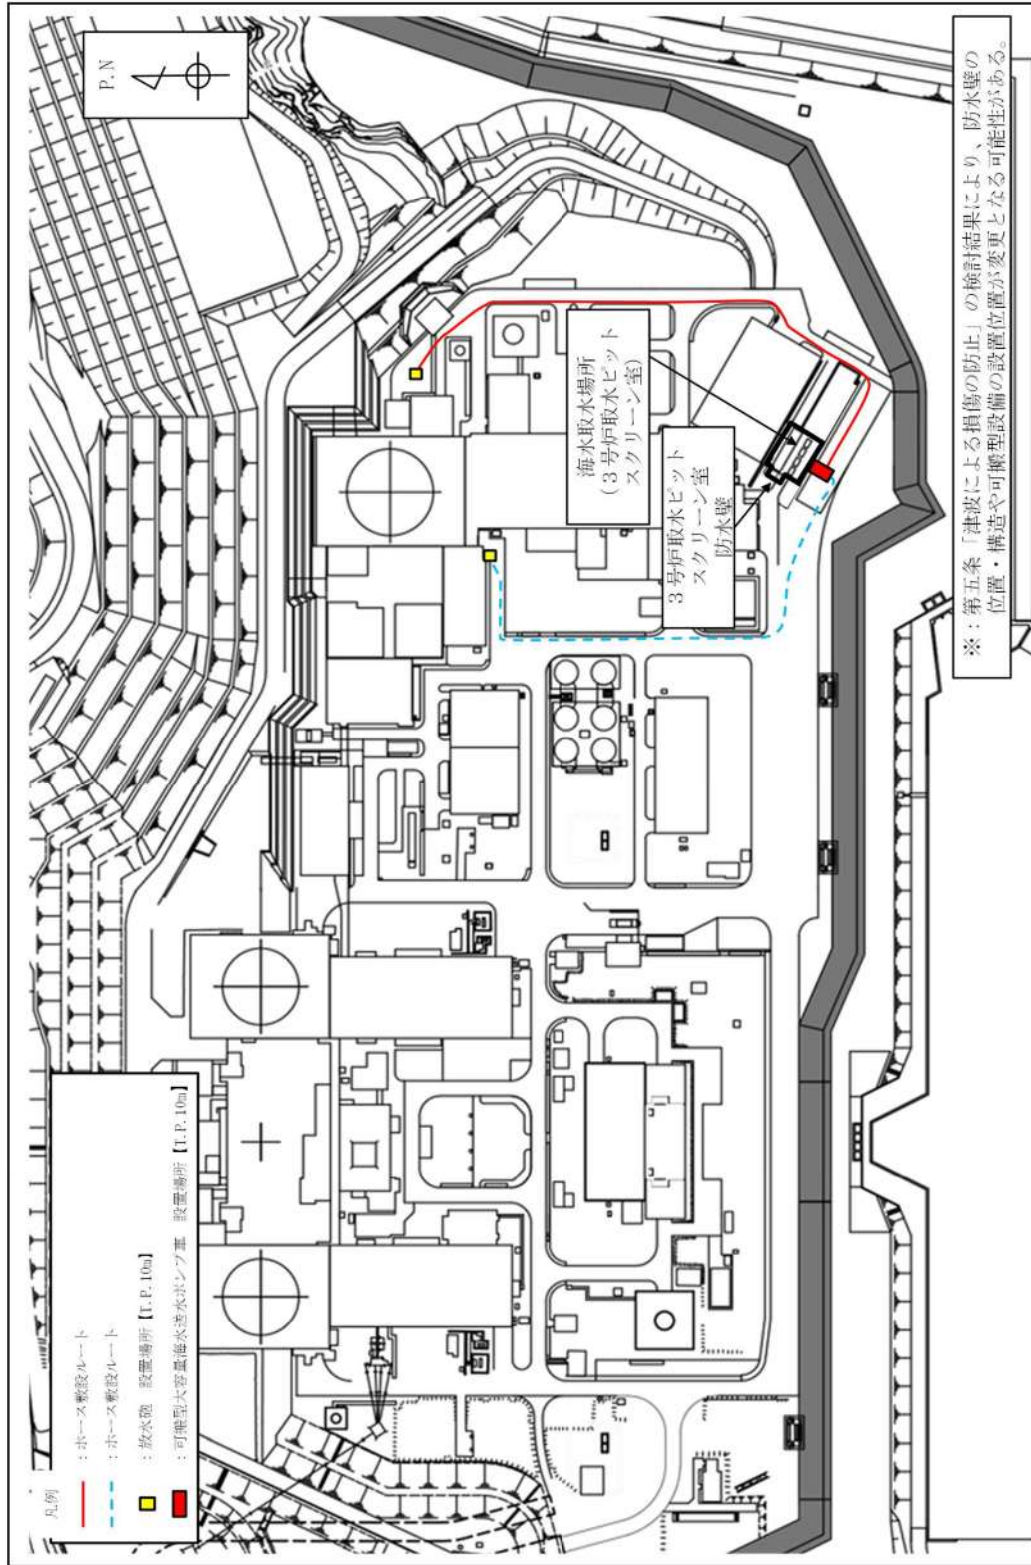 P.N
凡例
：ホース敷設ルート
：ホース敷設ルート
：放水砲　設置場所【T.P.10m】
：可搬型大容量海水送水ポンプ車　設置場所【T.P.10m】
海水取水場所
（３号炉取水ピット
スクリーン室）
３号炉取水ピット
スクリーン室
防水壁
※：第五条「津波による損傷の防止」の検討結果により、防水壁の
位置・構造や可搬型設備の設置位置が変更となる可能性がある。